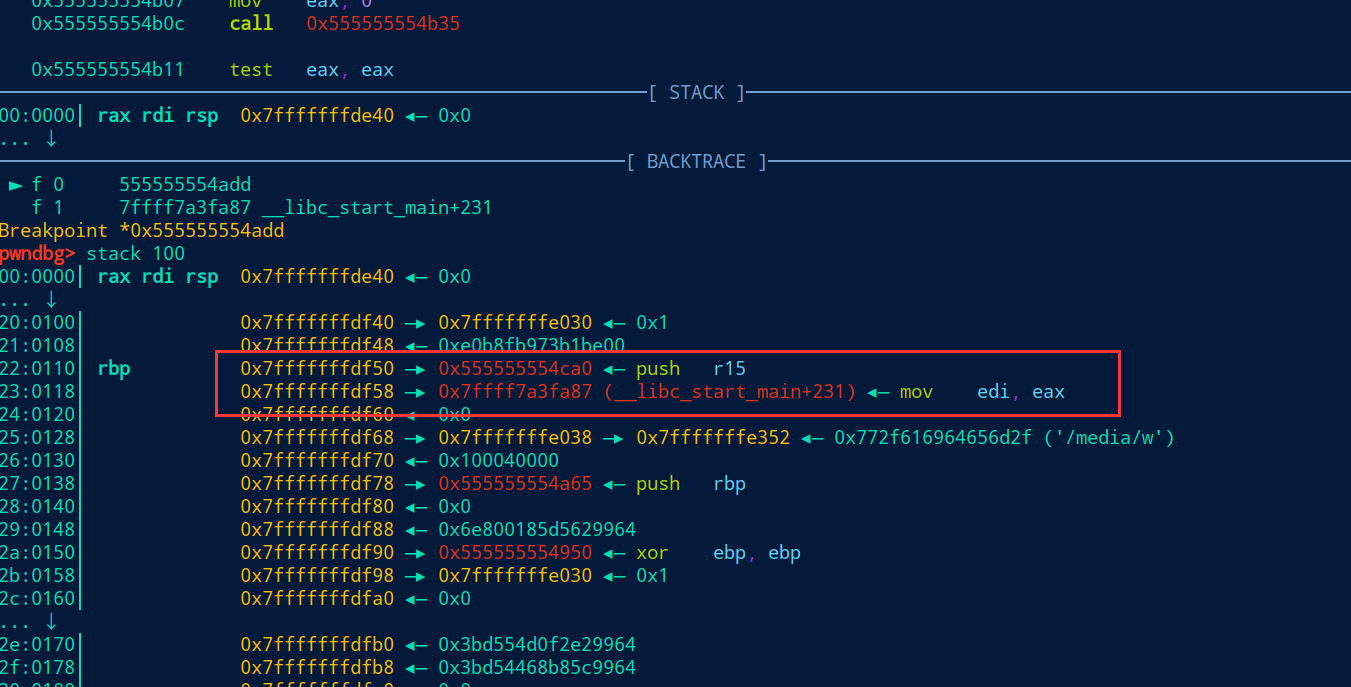 0x555555554b07    mov    eax, 0
0x555555554b0c    call   0x555555554b35
0x555555554b11    test   eax, eax
[ STACK ]
00:0000│ rax rdi rsp  0x7fffffffde40 ◂— 0x0
... ↓
[ BACKTRACE ]
► f 0     555555554add
f 1     7ffff7a3fa87 __libc_start_main+231
Breakpoint *0x555555554add
pwndbg> stack 100
00:0000│ rax rdi rsp  0x7fffffffde40 ◂— 0x0
... ↓
20:0100│              0x7fffffffdf40 —▸ 0x7fffffffe030 ◂— 0x1
21:0108│              0x7fffffffdf48 ◂— 0xe0b8fb973b1be00
22:0110│ rbp          0x7fffffffdf50 —▸ 0x555555554ca0 ◂— push   r15
23:0118│              0x7fffffffdf58 —▸ 0x7ffff7a3fa87 (__libc_start_main+231) ◂— mov    edi, eax
24:0120│              0x7fffffffdf60 ◂— 0x0
25:0128│              0x7fffffffdf68 —▸ 0x7fffffffe038 —▸ 0x7fffffffe352 ◂— 0x772f616964656d2f ('/media/w')
26:0130│              0x7fffffffdf70 ◂— 0x100040000
27:0138│              0x7fffffffdf78 —▸ 0x555555554a65 ◂— push   rbp
28:0140│              0x7fffffffdf80 ◂— 0x0
29:0148│              0x7fffffffdf88 ◂— 0x6e800185d5629964
2a:0150│              0x7fffffffdf90 —▸ 0x555555554950 ◂— xor    ebp, ebp
2b:0158│              0x7fffffffdf98 —▸ 0x7fffffffe030 ◂— 0x1
2c:0160│              0x7fffffffdfa0 ◂— 0x0
... ↓
2e:0170│              0x7fffffffdfb0 ◂— 0x3bd554d0f2e29964
2f:0178│              0x7fffffffdfb8 ◂— 0x3bd54468b85c9964